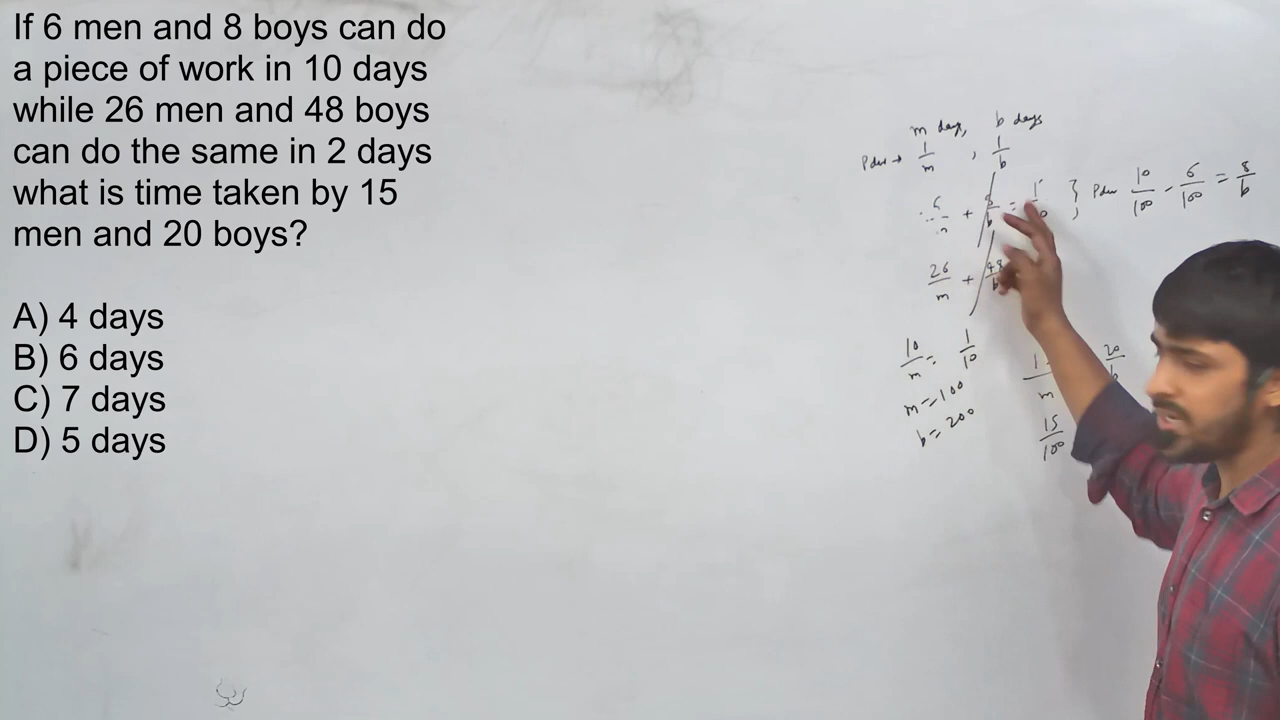 If 6 men and 8 boys can do
a piece of work in 10 days
while 26 men and 48 boys
can do the same in 2 days
what is time taken by 15
men and 20 boys?
A) 4 days
B) 6 days
C) 7 days
D) 5 days
m days, b days
1/m , 1/b
10/100 - 6/100 = 8/b
26/m + 48/b
10/m = 1/10
m = 100
b = 200
20
15/100